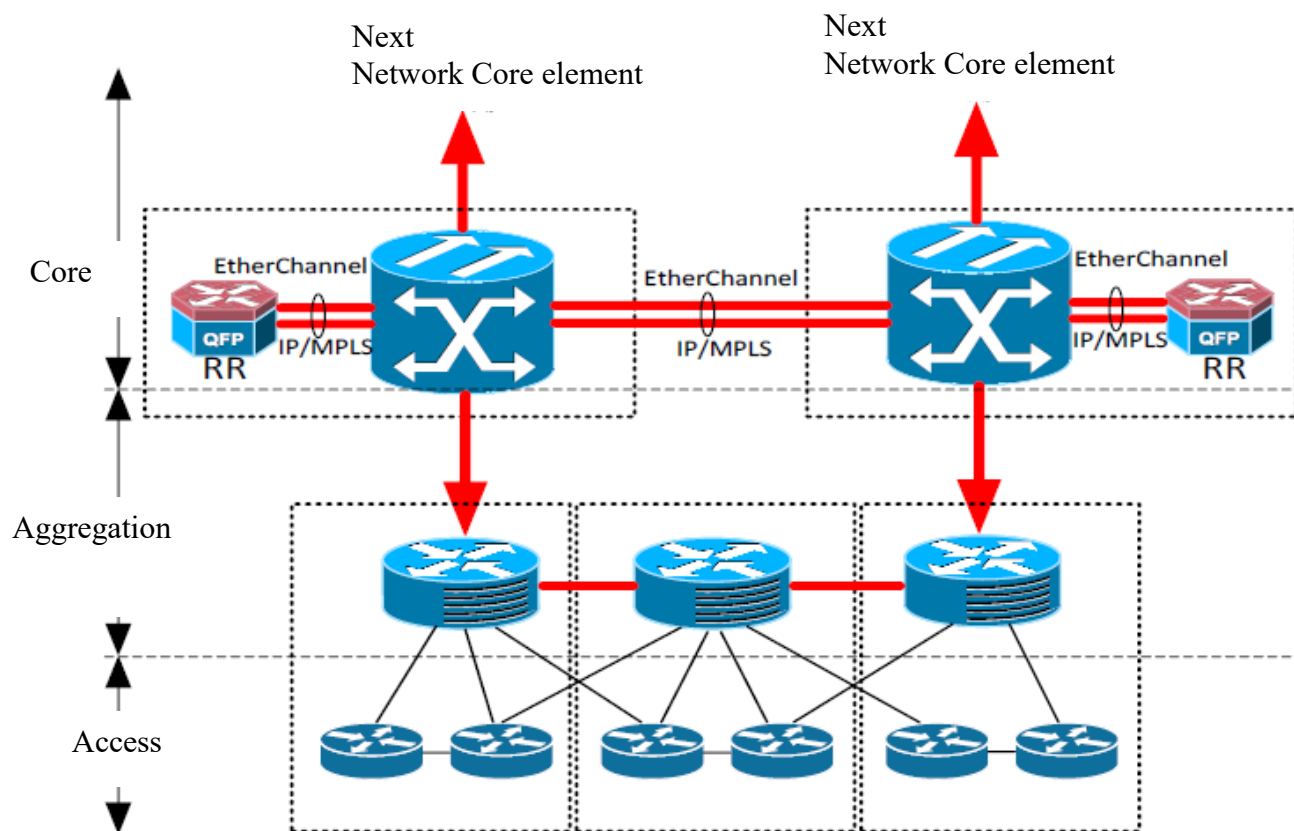 Next
Network Core element
Next
Network Core element
Core
EtherChannel
IP/MPLS
QFP
RR
EtherChannel
IP/MPLS
EtherChannel
IP/MPLS
QFP
RR
Aggregation
Access